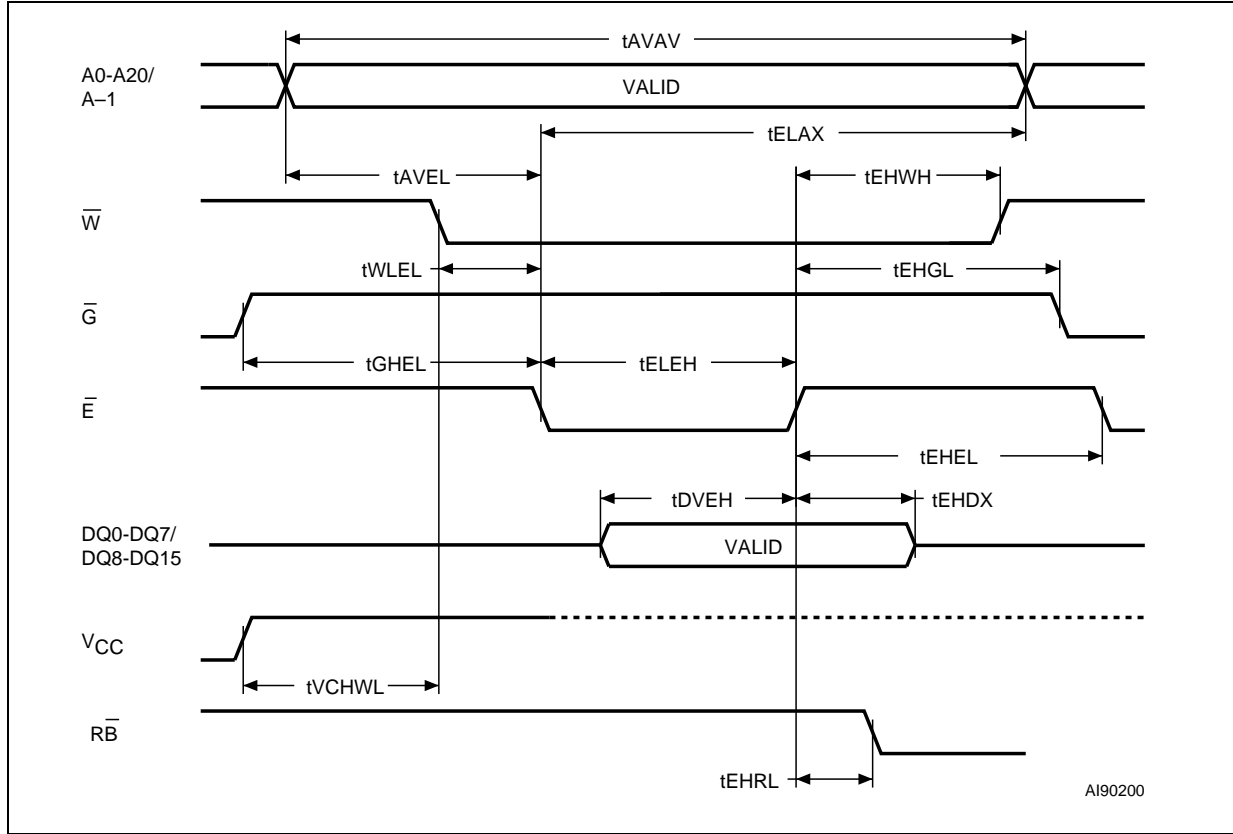 tAVAV
A0-A20/
A–1
VALID
tELAX
tAVEL
tEHWH
W̅
tWLEL
tEHGL
G̅
tGHEL
tELEH
E̅
tEHEL
tDVEH
tEHDX
DQ0-DQ7/
DQ8-DQ15
VALID
VCC
tVCHWL
RB̅
tEHRL
AI90200